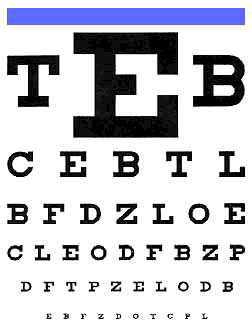 T E B
C E B T L
B F D Z L O E
C L E O D F B Z P
D F T P Z E L O D B
E B F Z D O T C P L